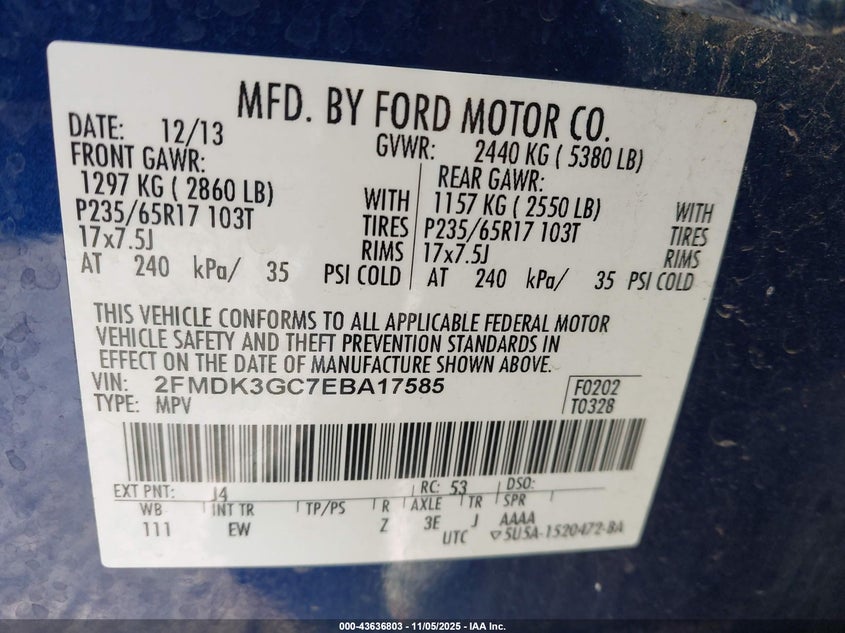 MFD. BY FORD MOTOR CO.
DATE: 12/13
GVWR: 2440 KG ( 5380 LB)
FRONT GAWR:
1297 KG ( 2860 LB)
WITH
P235/65R17 103T
TIRES
17x7.5J
RIMS
AT 240 kPa/ 35 PSI COLD
REAR GAWR:
1157 KG ( 2550 LB)
WITH
P235/65R17 103T
TIRES
17x7.5J
RIMS
AT 240 kPa/ 35 PSI COLD
THIS VEHICLE CONFORMS TO ALL APPLICABLE FEDERAL MOTOR
VEHICLE SAFETY AND THEFT PREVENTION STANDARDS IN
EFFECT ON THE DATE OF MANUFACTURE SHOWN ABOVE.
VIN: 2FMDK3GC7EBA17585
TYPE: MPV
F0202
T0328
EXT PNT: J4 RC: 53 DSO:
WB INT TR TP/PS R AXLE TR SPR
111 EW Z 3E J AAAA
UTC ▽5U5A-1520472-BA
000-43636803 - 11/05/2025 - IAA Inc.